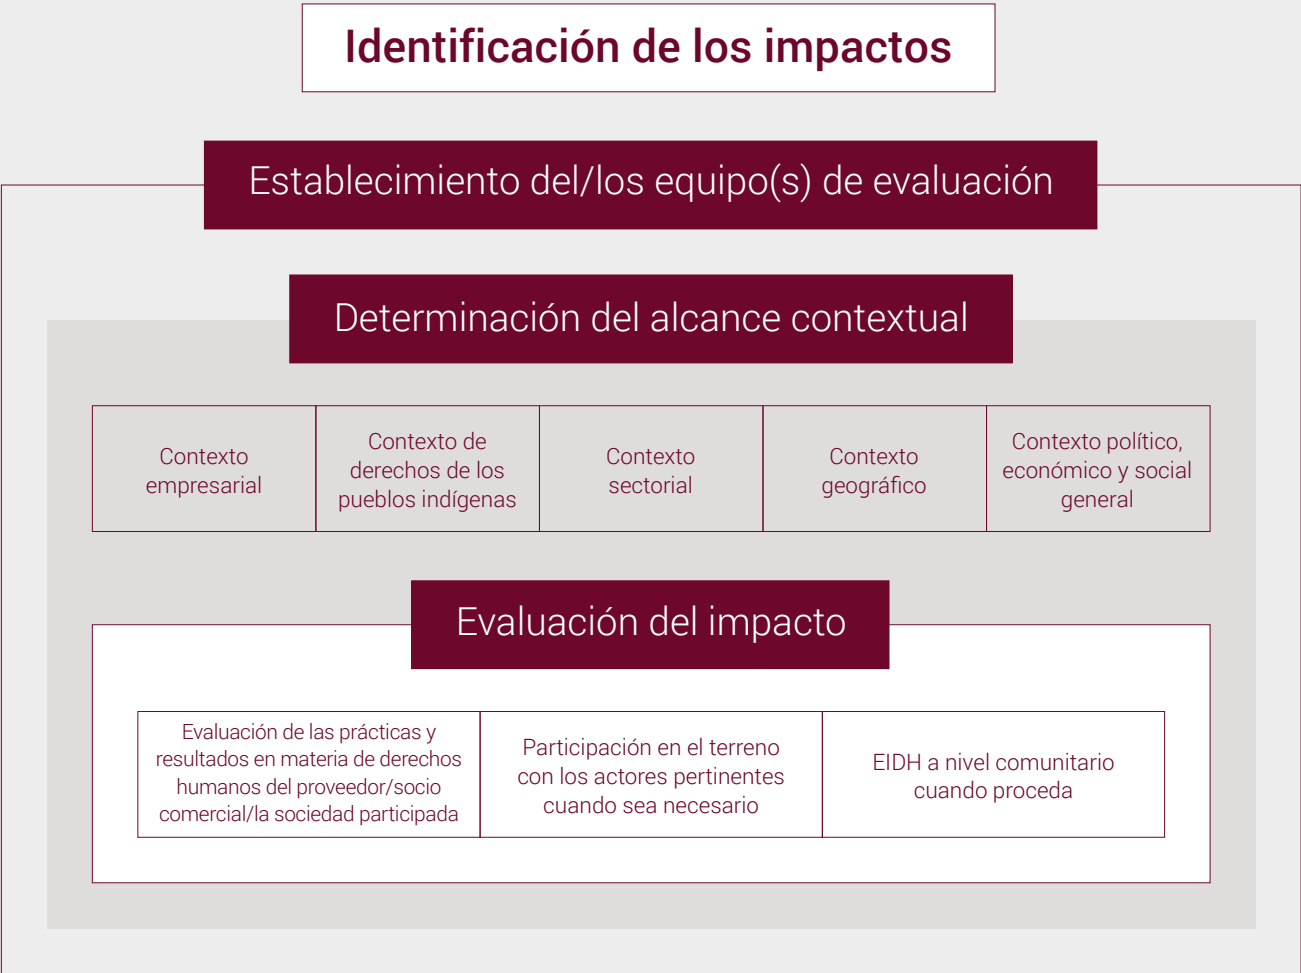 Identificación de los impactos
Establecimiento del/los equipo(s) de evaluación
Determinación del alcance contextual
Contexto
empresarial
Contexto de
derechos de los
pueblos indígenas
Contexto
sectorial
Contexto
geográfico
Contexto político,
económico y social
general
Evaluación del impacto
Evaluación de las prácticas y
resultados en materia de derechos
humanos del proveedor/socio
comercial/la sociedad participada
Participación en el terreno
con los actores pertinentes
cuando sea necesario
EIDH a nivel comunitario
cuando proceda